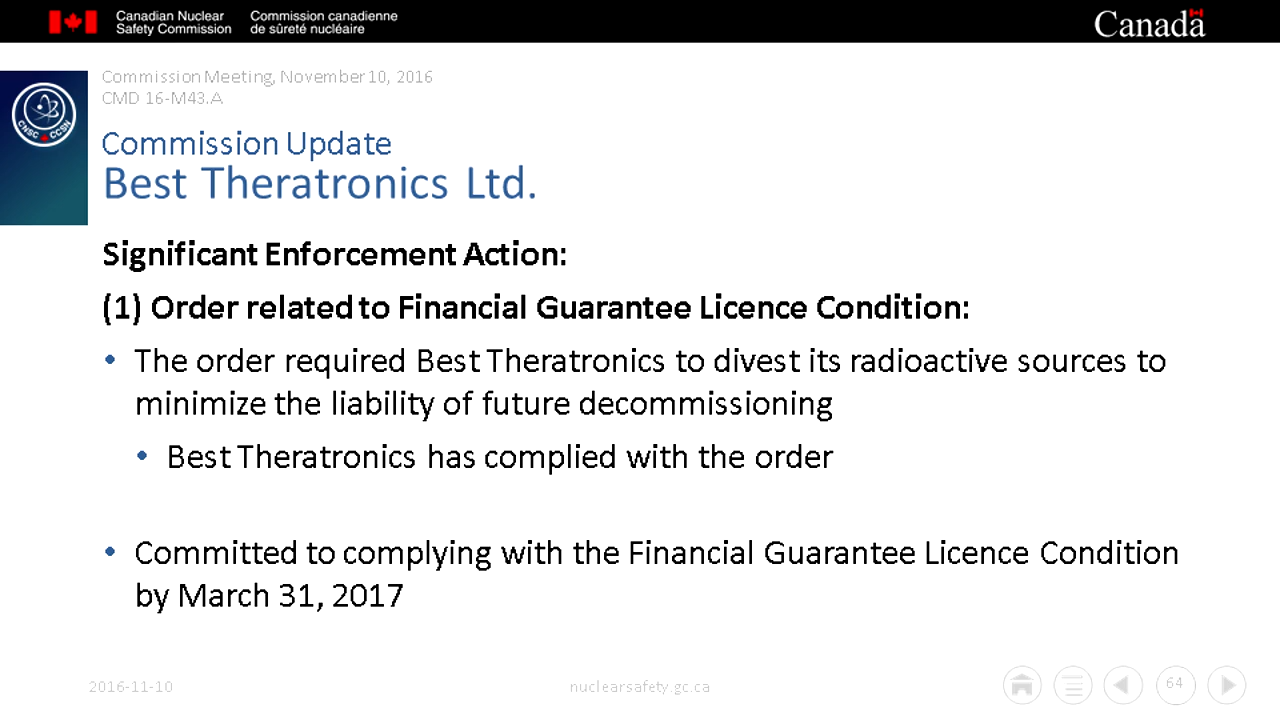 Canadian Nuclear
Safety Commission
Commission canadienne
de sûreté nucléaire
Canada
Commission Meeting, November 10, 2016
CMD 16-M43.A
CNSC CCSN
Commission Update
Best Theratronics Ltd.
Significant Enforcement Action:
(1) Order related to Financial Guarantee Licence Condition:
• The order required Best Theratronics to divest its radioactive sources to
minimize the liability of future decommissioning
• Best Theratronics has complied with the order
• Committed to complying with the Financial Guarantee Licence Condition
by March 31, 2017
2016-11-10
nuclearsafety.gc.ca
64